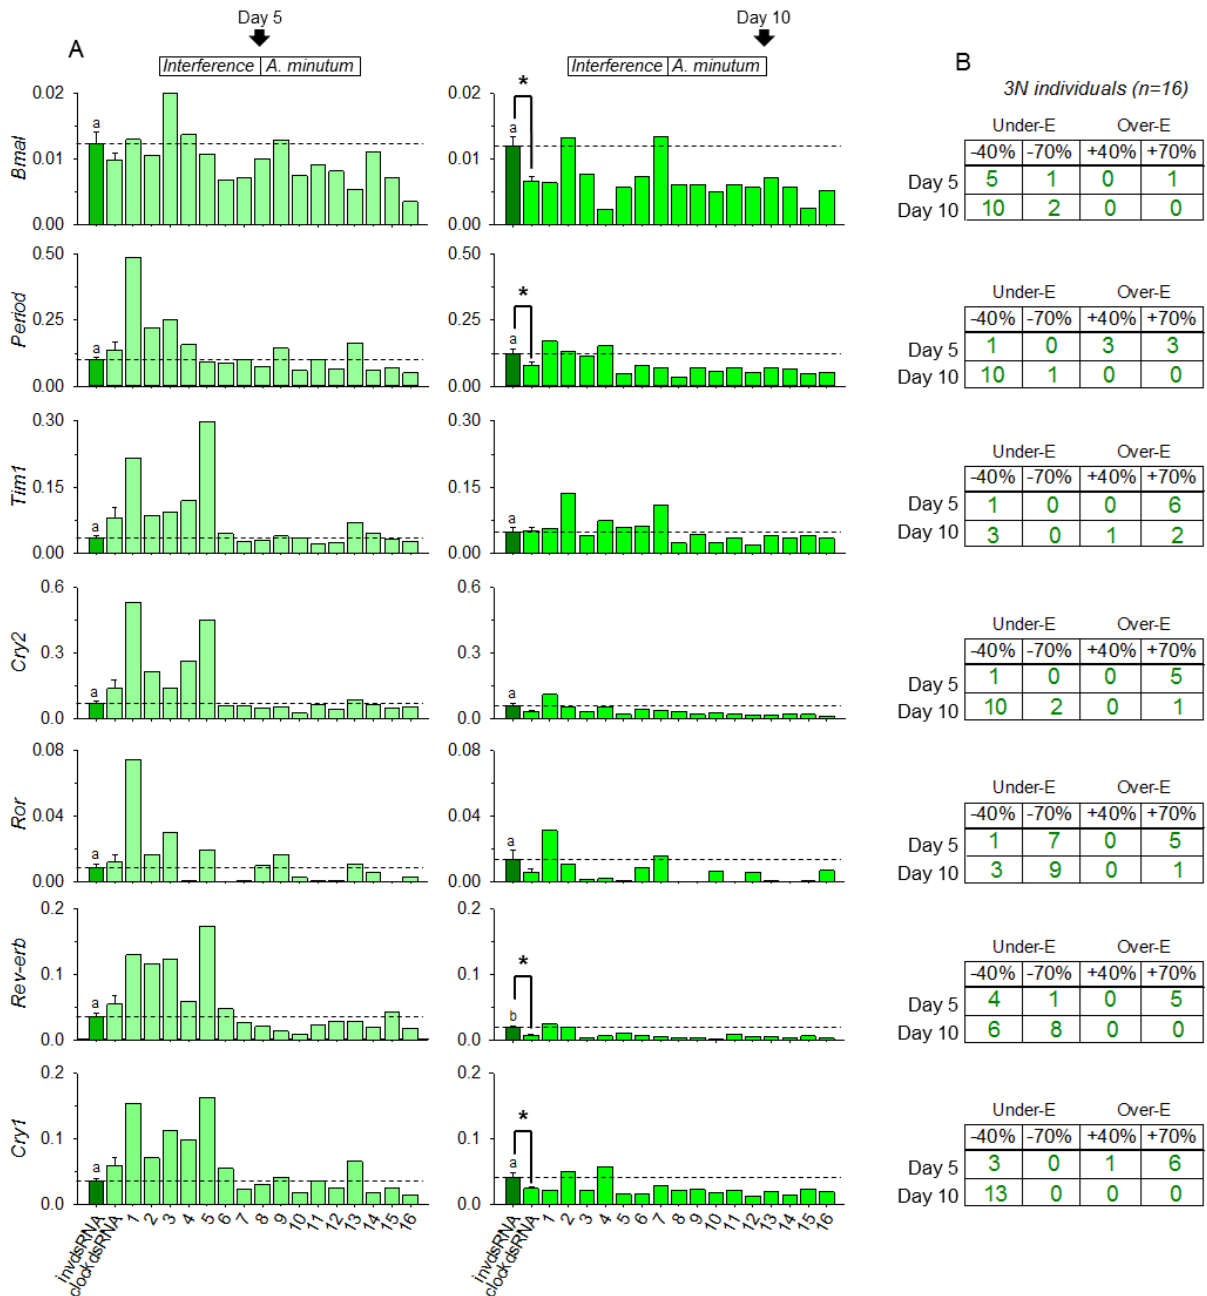 Day 5
Day 10
A
Interference A. minutum
Interference A. minutum
B
3N individuals (n=16)
Bmal
0.02
0.01
0.00
a
0.02
0.01
0.00
*
a
Under-E Over-E
-40% -70% +40% +70%
Day 5 5 1 0 1
Day 10 10 2 0 0
Period
0.50
0.25
0.00
a
0.50
0.25
0.00
*
a
Under-E Over-E
-40% -70% +40% +70%
Day 5 1 0 3 3
Day 10 10 1 0 0
Tim1
0.30
0.15
0.00
a
0.30
0.15
0.00
a
Under-E Over-E
-40% -70% +40% +70%
Day 5 1 0 0 6
Day 10 3 0 1 2
Cry2
0.6
0.3
0.0
a
0.6
0.3
0.0
a
Under-E Over-E
-40% -70% +40% +70%
Day 5 1 0 0 5
Day 10 10 2 0 1
Ror
0.08
0.04
0.00
a
0.08
0.04
0.00
a
Under-E Over-E
-40% -70% +40% +70%
Day 5 1 7 0 5
Day 10 3 9 0 1
Rev-erb
0.2
0.1
0.0
a
0.2
0.1
0.0
*
b
Under-E Over-E
-40% -70% +40% +70%
Day 5 4 1 0 5
Day 10 6 8 0 0
Cry1
0.2
0.1
0.0
a
0.2
0.1
0.0
*
a
Under-E Over-E
-40% -70% +40% +70%
Day 5 3 0 1 6
Day 10 13 0 0 0
invdsRNA clockdsRNA 1 2 3 4 5 6 7 8 9 10 11 12 13 14 15 16
invdsRNA clockdsRNA 1 2 3 4 5 6 7 8 9 10 11 12 13 14 15 16